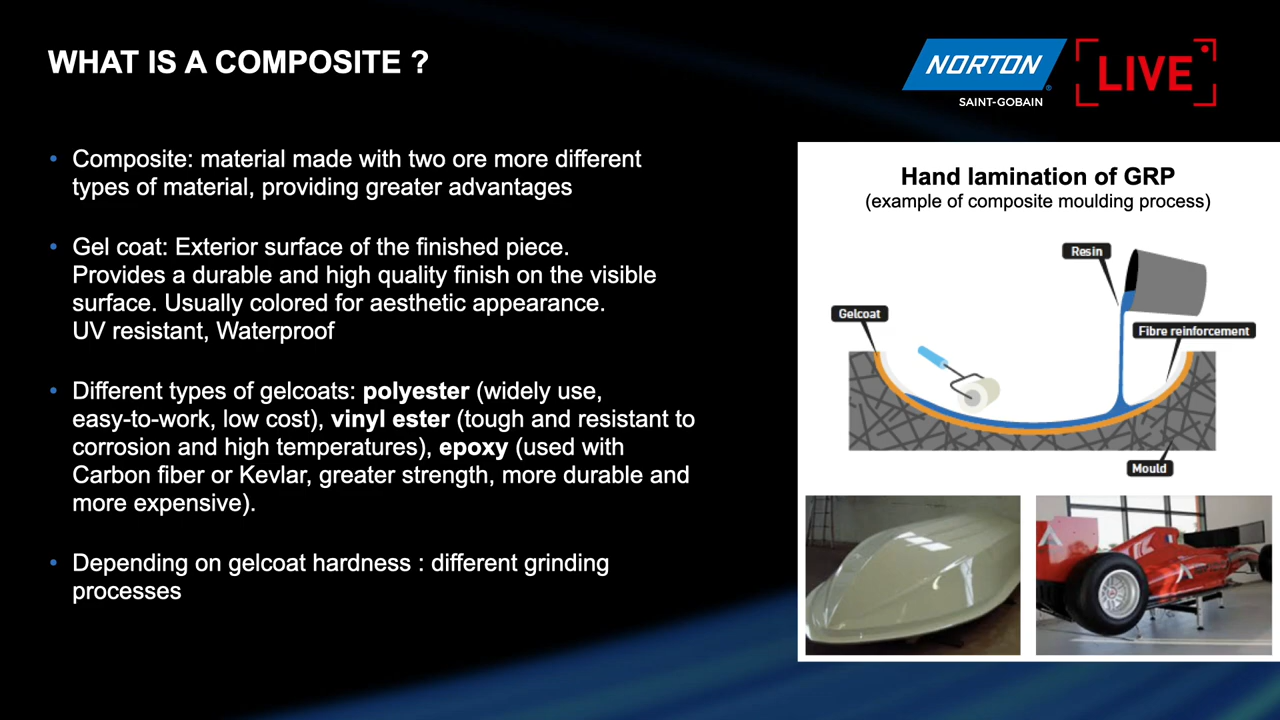 WHAT IS A COMPOSITE ?
NORTON
SAINT-GOBAIN
LIVE
• Composite: material made with two ore more different
types of material, providing greater advantages
• Gel coat: Exterior surface of the finished piece.
Provides a durable and high quality finish on the visible
surface. Usually colored for aesthetic appearance.
UV resistant, Waterproof
• Different types of gelcoats: polyester (widely use,
easy-to-work, low cost), vinyl ester (tough and resistant to
corrosion and high temperatures), epoxy (used with
Carbon fiber or Kevlar, greater strength, more durable and
more expensive).
• Depending on gelcoat hardness : different grinding
processes
Hand lamination of GRP
(example of composite moulding process)
Resin
Gelcoat
Fibre reinforcement
Mould